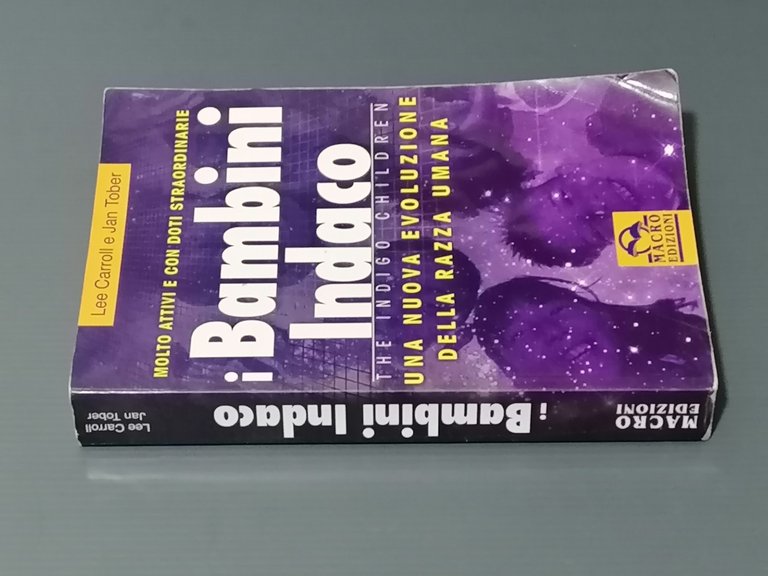 Lee Carroll e Jan Tober
MOLTO ATTIVI E CON DOTI STRAORDINARIE
i Bambini
Indaco
THE INDIGO CHILDREN
UNA NUOVA EVOLUZIONE
DELLA RAZZA UMANA
MACRO
EDIZIONI
Lee Carroll
Jan Tober
i Bambini Indaco
MACRO
EDIZIONI